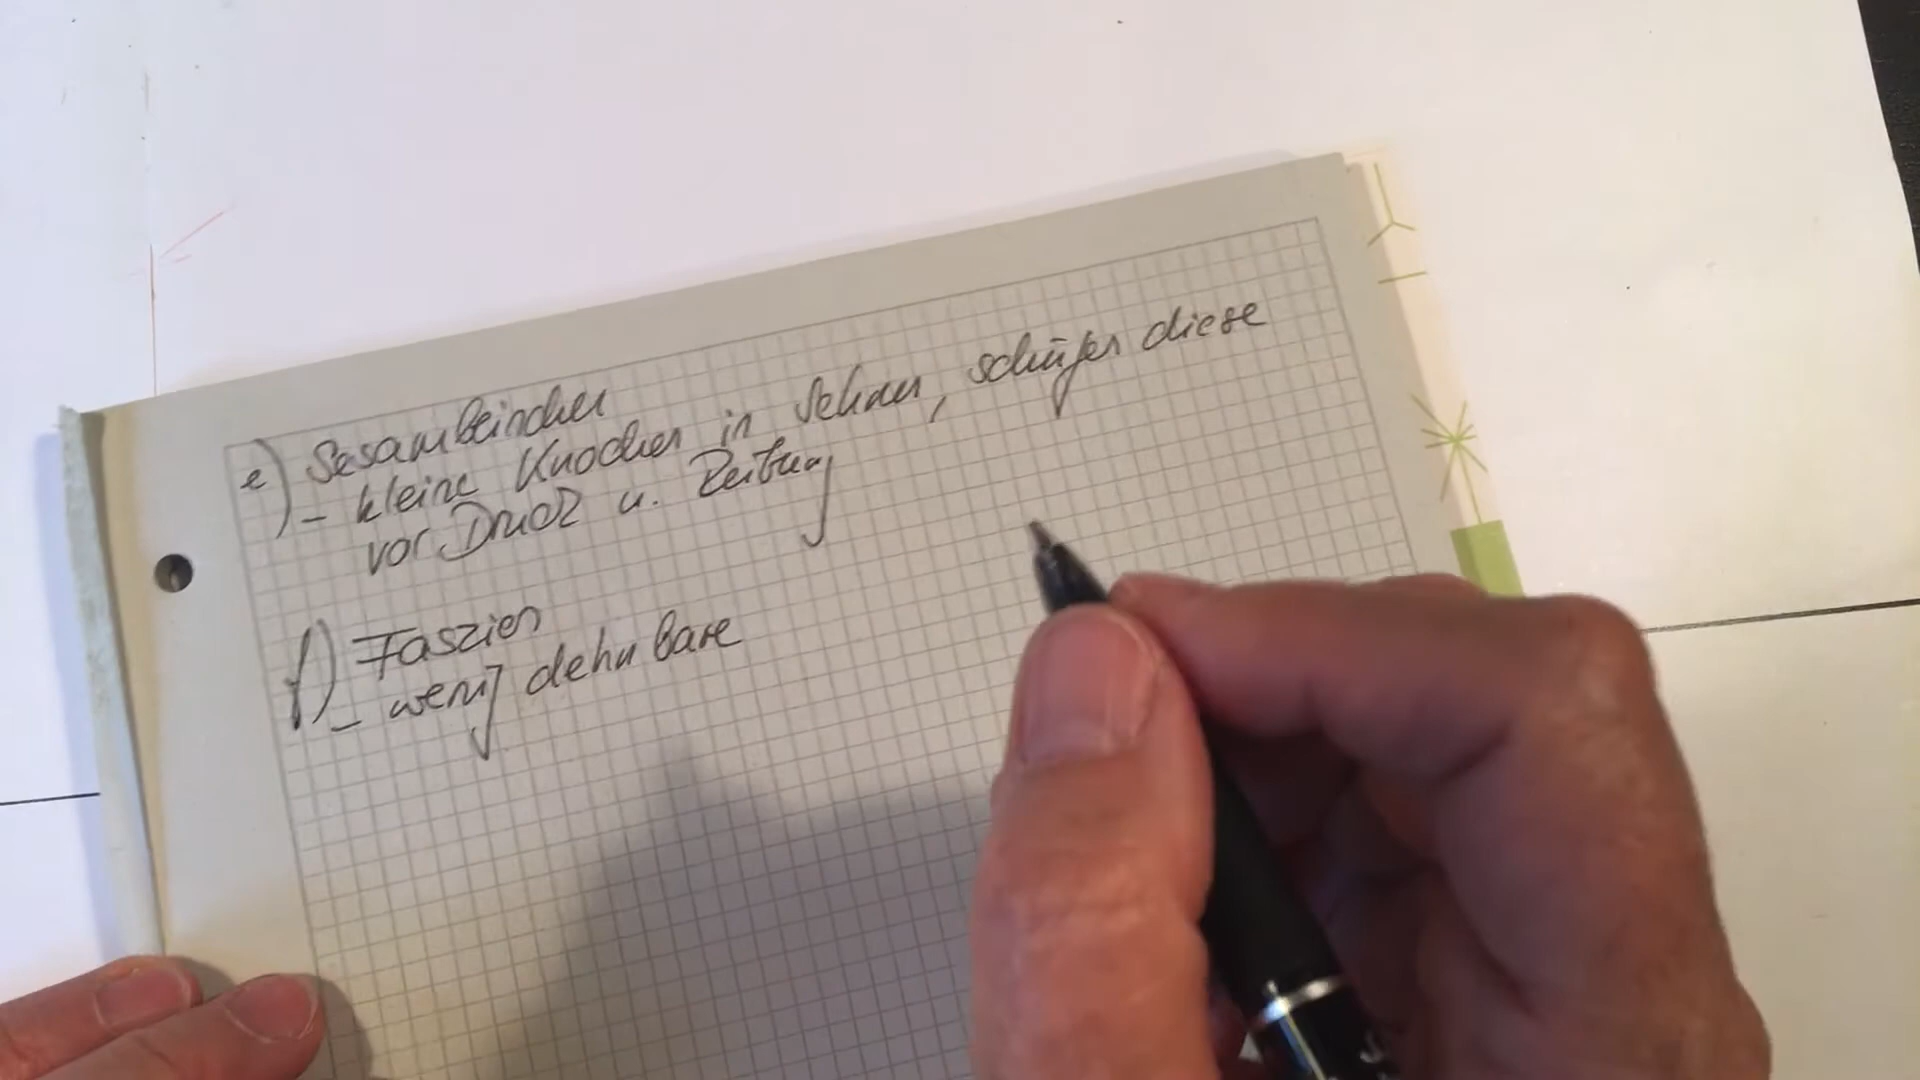 e) Sesambeinchen
- kleine Knochen in Sehnen, schützen diese
vor Druck u. Reibung
f) Faszien
- wenig dehnbare